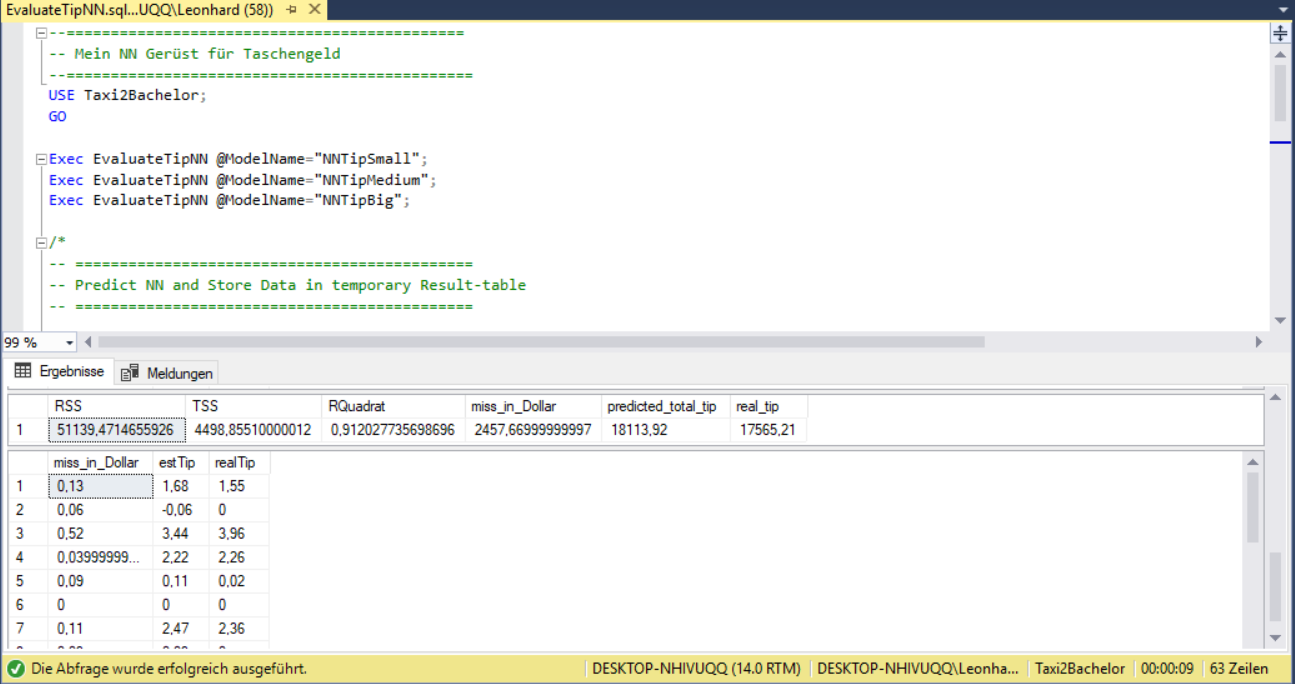 EvaluateTipNN.sql...UQQ\Leonhard (58))
--=============================================
-- Mein NN Gerüst für Taschengeld
--==============================================
USE Taxi2Bachelor;
GO
Exec EvaluateTipNN @ModelName="NNTipSmall";
Exec EvaluateTipNN @ModelName="NNTipMedium";
Exec EvaluateTipNN @ModelName="NNTipBig";
/*
-- =============================================
-- Predict NN and Store Data in temporary Result-table
-- =============================================
99 %
Ergebnisse Meldungen
RSS TSS RQuadrat miss_in_Dollar predicted_total_tip real_tip
1 51139,4714655926 4498,85510000012 0,912027735698696 2457,66999999997 18113,92 17565,21
miss_in_Dollar estTip realTip
1 0,13 1,68 1,55
2 0,06 -0,06 0
3 0,52 3,44 3,96
4 0,03999999... 2,22 2,26
5 0,09 0,11 0,02
6 0 0 0
7 0,11 2,47 2,36
Die Abfrage wurde erfolgreich ausgeführt. DESKTOP-NHIVUQQ (14.0 RTM) DESKTOP-NHIVUQQ\Leonha... Taxi2Bachelor 00:00:09 63 Zeilen